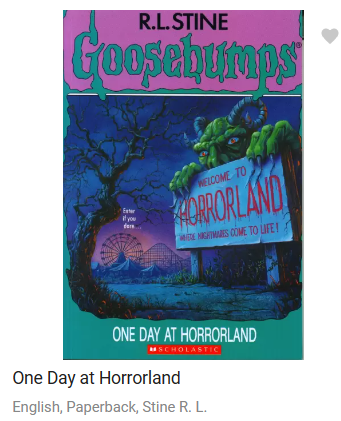 R.L. STINE
Goosebumps®
WELCOME TO
HORRORLAND
WHERE NIGHTMARES COME TO LIFE!
Enter
if you
dare...
ONE DAY AT HORRORLAND
SCHOLASTIC
One Day at Horrorland
English, Paperback, Stine R. L.